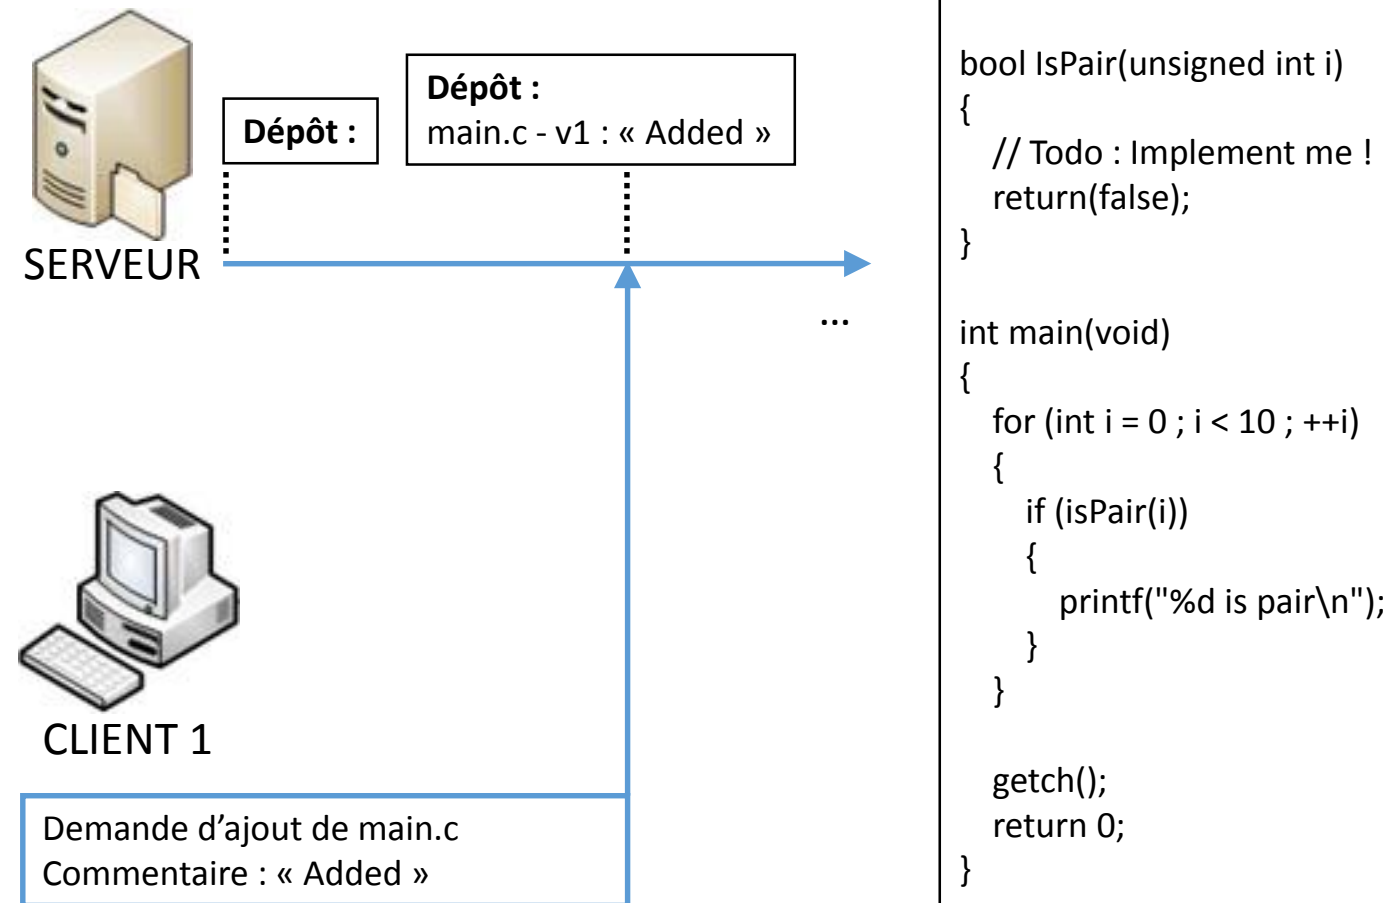 Dépôt :
Dépôt :
main.c - v1 : « Added »
SERVEUR
...
CLIENT 1
Demande d’ajout de main.c
Commentaire : « Added »
bool IsPair(unsigned int i)
{
// Todo : Implement me !
return(false);
}
int main(void)
{
for (int i = 0 ; i < 10 ; ++i)
{
if (isPair(i))
{
printf("%d is pair\n");
}
}
getch();
return 0;
}